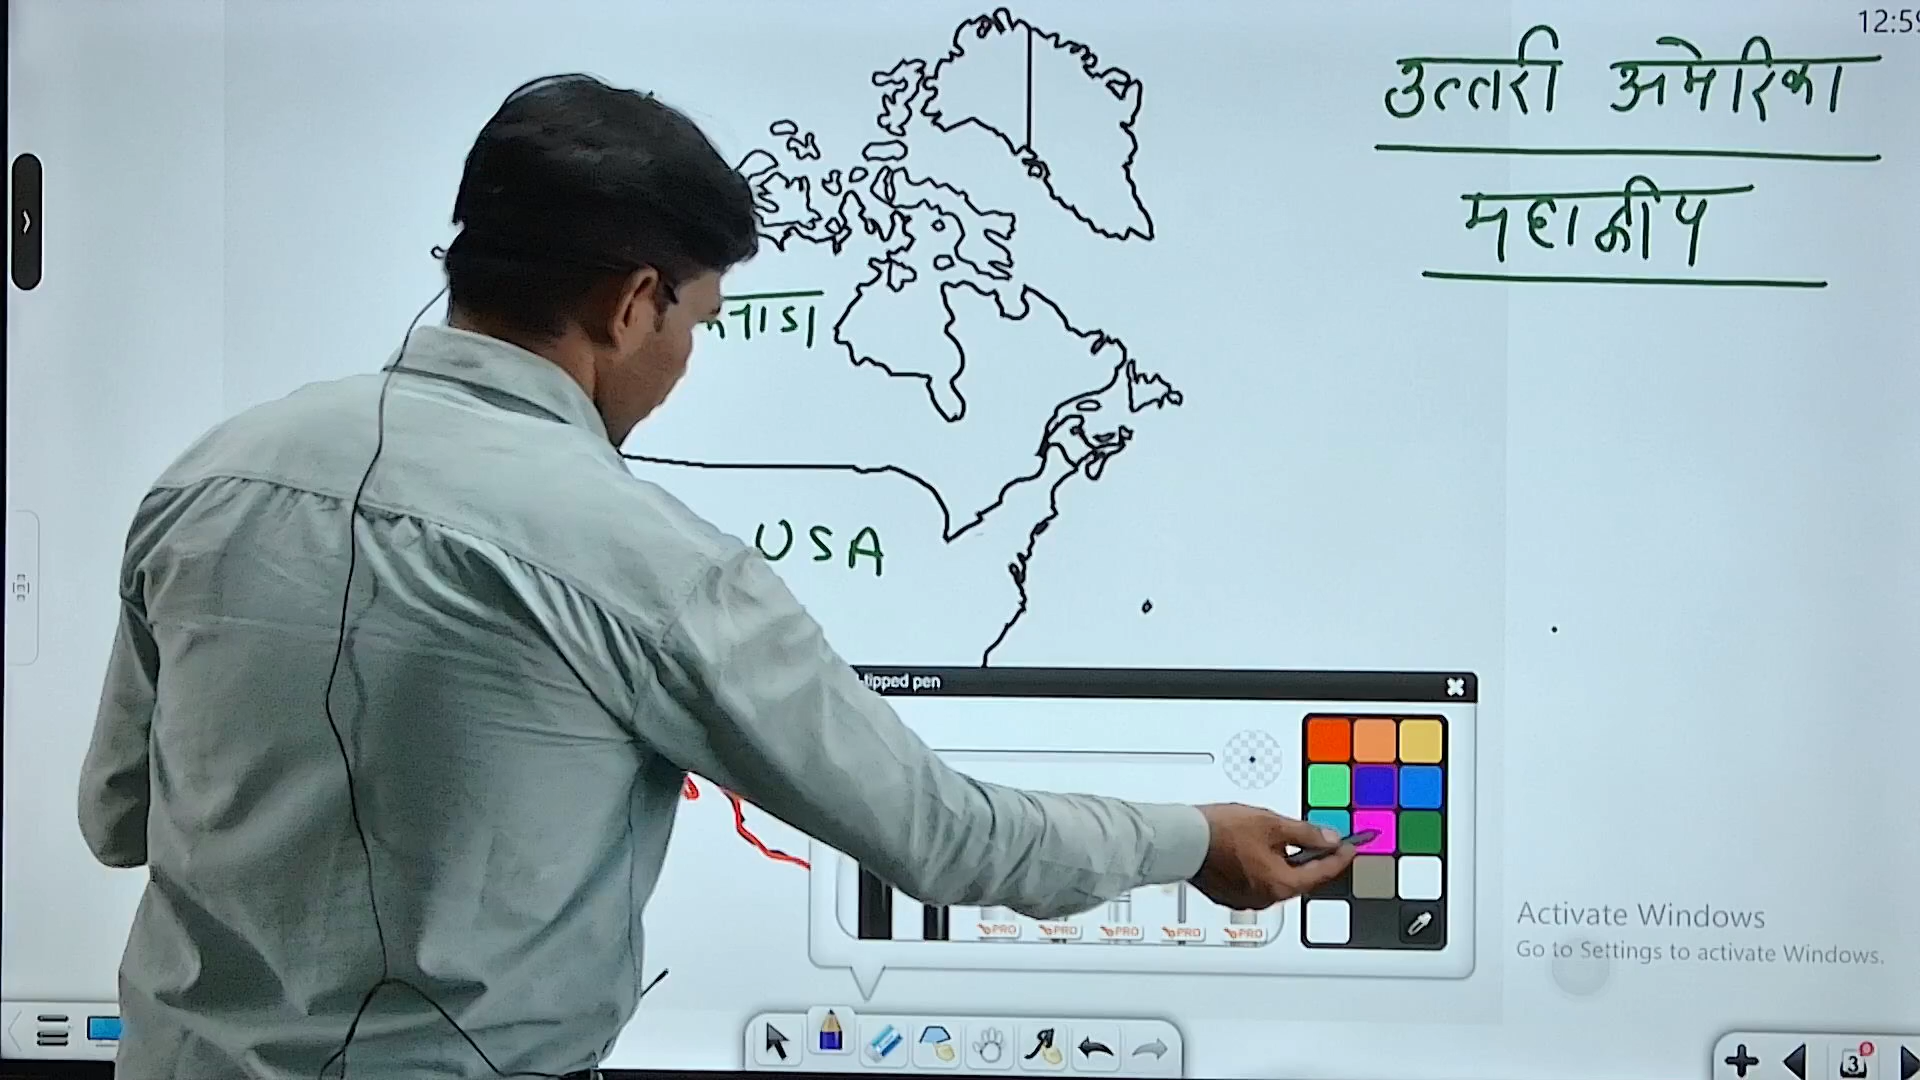 12:59
उत्तरी अमेरिका
महाद्वीप
नाडा
USA
-tipped pen
PRO PRO PRO PRO PRO
Activate Windows
Go to Settings to activate Windows.
3